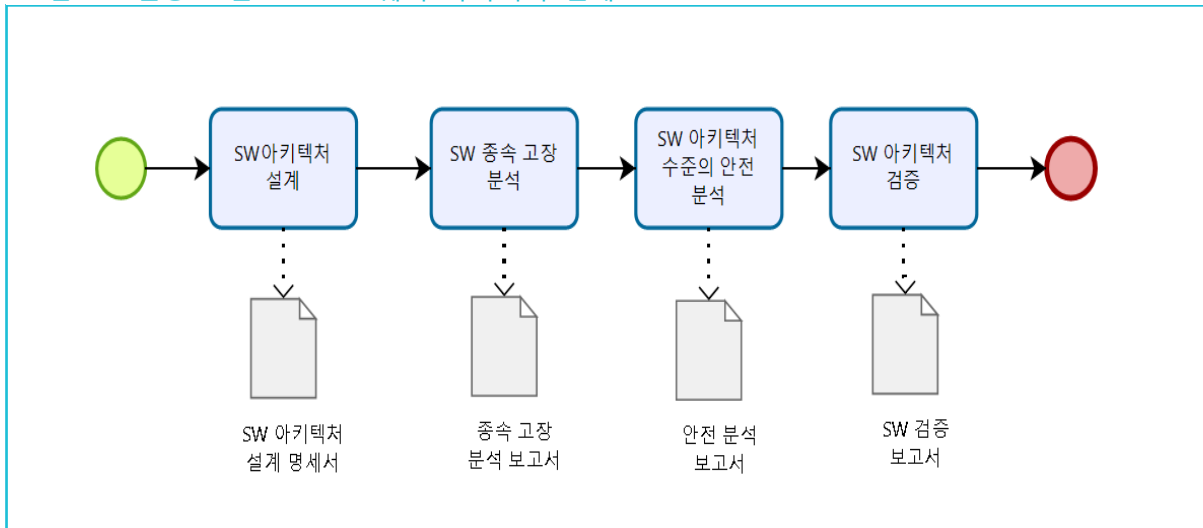 SW아키텍처
설계
SW 종속 고장
분석
SW 아키텍처
수준의 안전
분석
SW 아키텍처
검증
SW 아키텍처
설계 명세서
종속 고장
분석 보고서
안전 분석
보고서
SW 검증
보고서